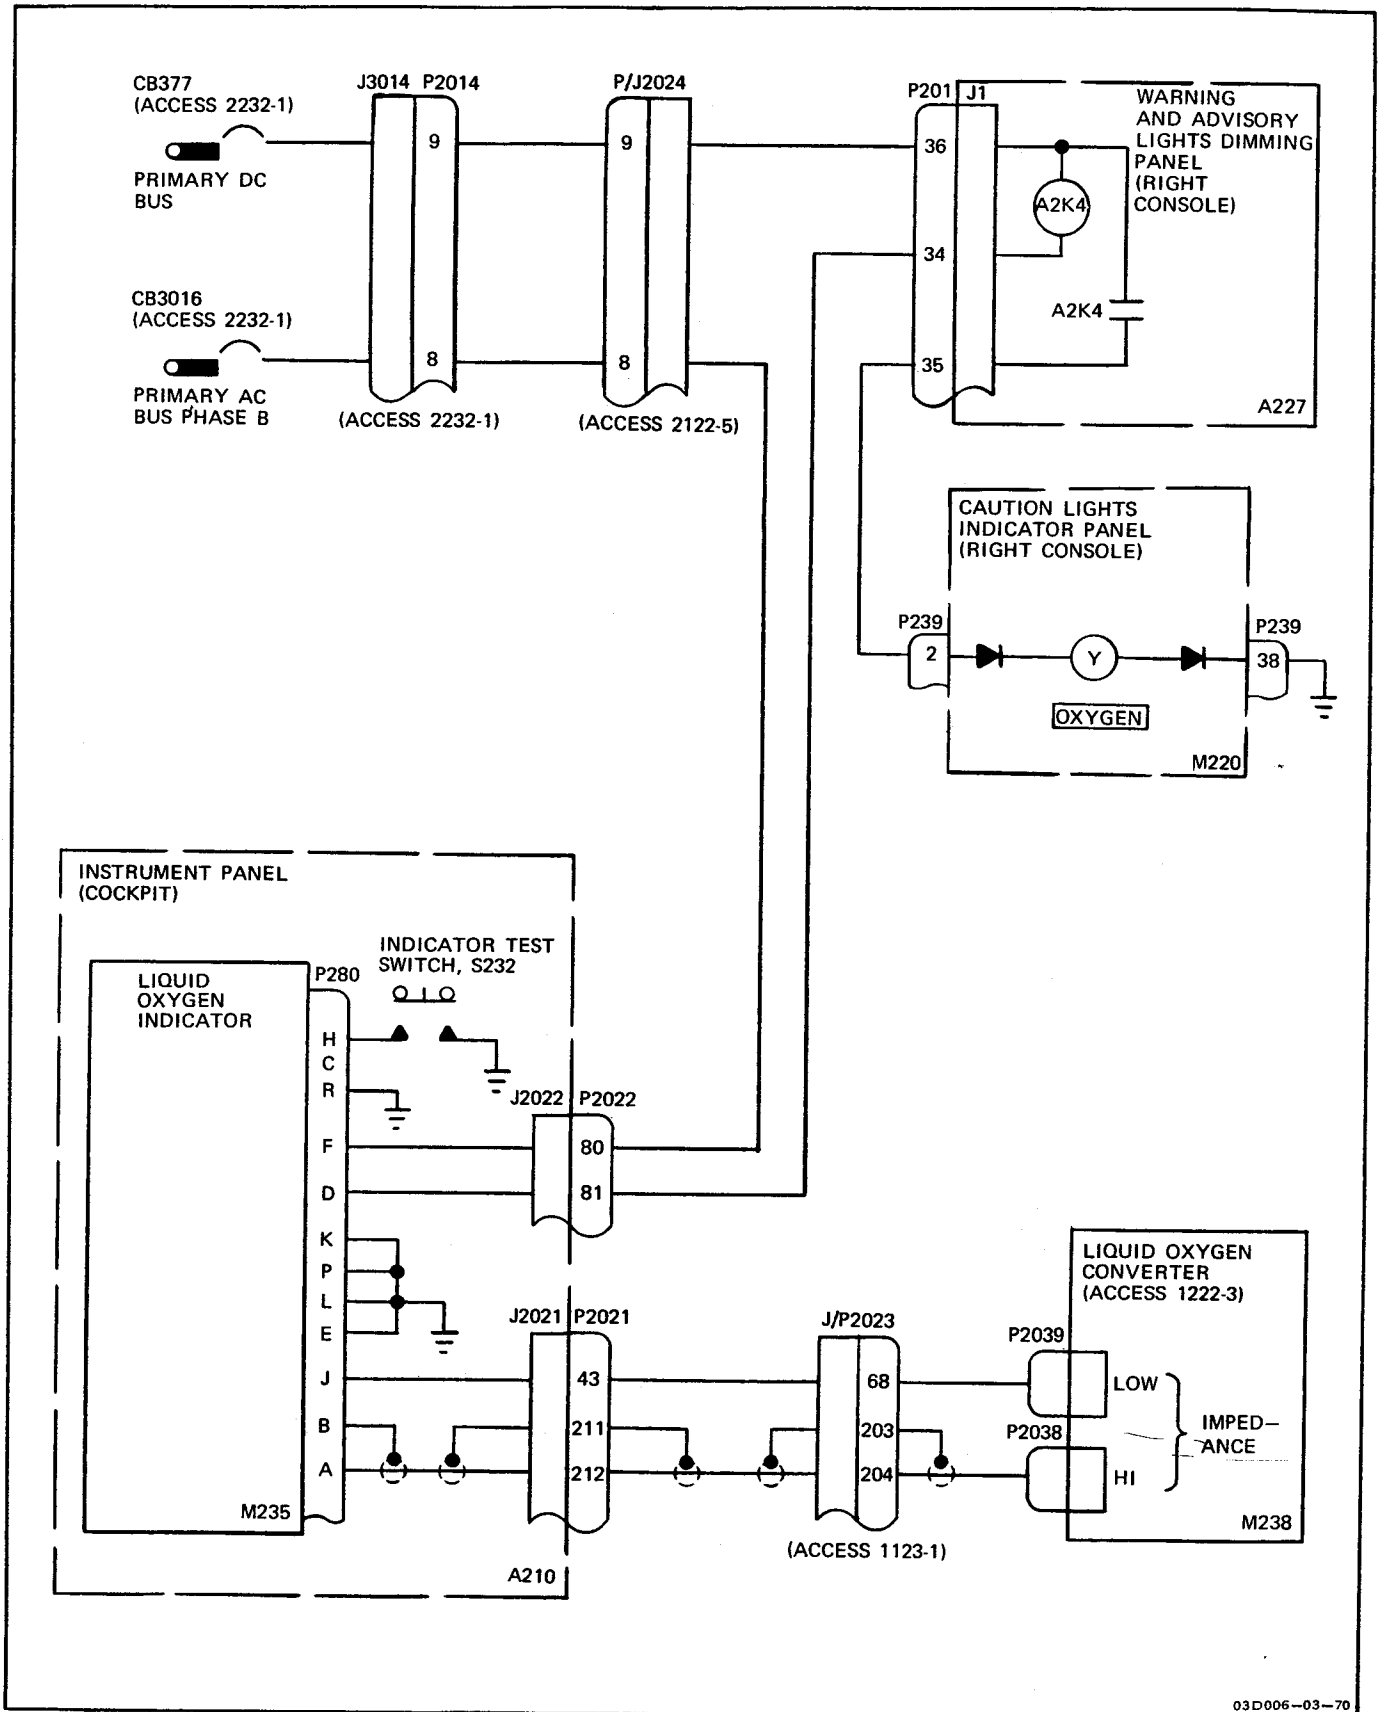 CB377
(ACCESS 2232-1)
PRIMARY DC
BUS
J3014 P2014
9
8
(ACCESS 2232-1)
P/J2024
9
8
(ACCESS 2122-5)
CB3016
(ACCESS 2232-1)
PRIMARY AC
BUS PHASE B
P201 J1
36
34
35
WARNING
AND ADVISORY
LIGHTS DIMMING
PANEL
(RIGHT
CONSOLE)
A2K4
A2K4
A227
CAUTION LIGHTS
INDICATOR PANEL
(RIGHT CONSOLE)
P239
2
Y
P239
38
OXYGEN
M220
INSTRUMENT PANEL
(COCKPIT)
INDICATOR TEST
SWITCH, S232
LIQUID
OXYGEN
INDICATOR
P280
H
C
R
F
D
K
P
L
E
J
B
A
M235
A210
J2022 P2022
80
81
J2021 P2021
43
211
212
J/P2023
68
203
204
(ACCESS 1123-1)
LIQUID OXYGEN
CONVERTER
(ACCESS 1222-3)
P2039
LOW
P2038
HI
IMPED—
ANCE
M238
03D006—03—70